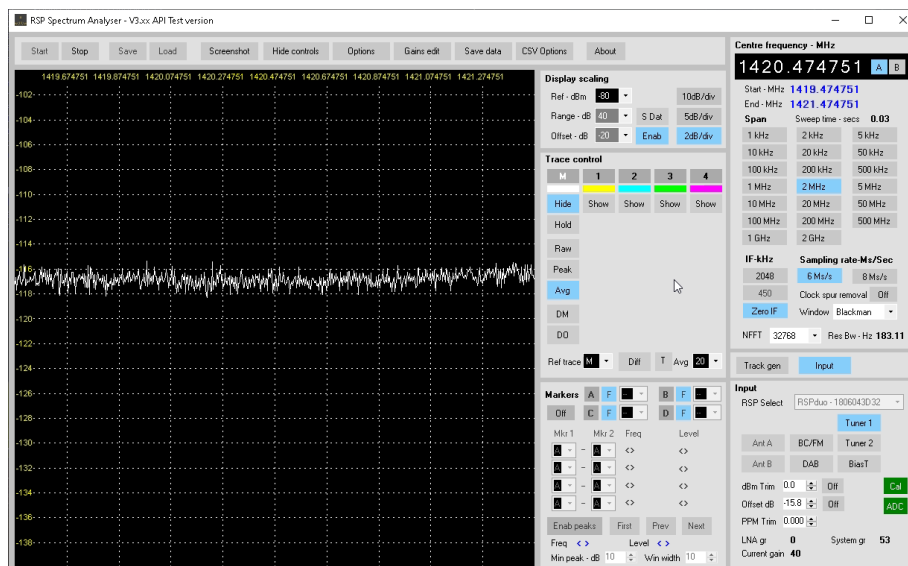 RSP Spectrum Analyser - V3.xx API Test version
Start Stop Save Load Screenshot Hide controls Options Gains edit Save data CSV Options About
1419.674751 1419.874751 1420.074751 1420.274751 1420.474751 1420.674751 1420.874751 1421.074751 1421.274751
-102
-104
-106
-108
-110
-112
-114
-116
-118
-120
-122
-124
-126
-128
-130
-132
-134
-136
-138
Display scaling
Ref - dBm -80 10dB/div
Range - dB 40 S Dat 5dB/div
Offset - dB -20 Enab 2dB/div
Trace control
M 1 2 3 4
Hide Show Show Show Show
Hold
Raw
Peak
Avg
DM
DO
Ref trace M Diff T Avg 20
Markers A F -- B F --
Off C F -- D F --
Mkr 1 Mkr 2 Freq Level
A - A <> <>
A - A <> <>
A - A <> <>
A - A <> <>
Enab peaks First Prev Next
Freq < > Level < >
Min peak - dB 10 Win width 10
Centre frequency - MHz
1420.474751 A B
Start - MHz 1419.474751
End - MHz 1421.474751
Span Sweep time - secs 0.03
1 kHz 2 kHz 5 kHz
10 kHz 20 kHz 50 kHz
100 kHz 200 kHz 500 kHz
1 MHz 2 MHz 5 MHz
10 MHz 20 MHz 50 MHz
100 MHz 200 MHz 500 MHz
1 GHz 2 GHz
IF-kHz Sampling rate-Ms/Sec
2048 6 Ms/s 8 Ms/s
450 Clock spur removal Off
Zero IF Window Blackman
NFFT 32768 Res Bw - Hz 183.11
Track gen Input
Input
RSP Select RSPduo - 1806043D32
Tuner 1
Ant A BC/FM Tuner 2
Ant B DAB BiasT
dBm Trim 0.0 Off Cal
Offset dB -15.8 Off ADC
PPM Trim 0.000
LNA gr 0 System gr 53
Current gain 40